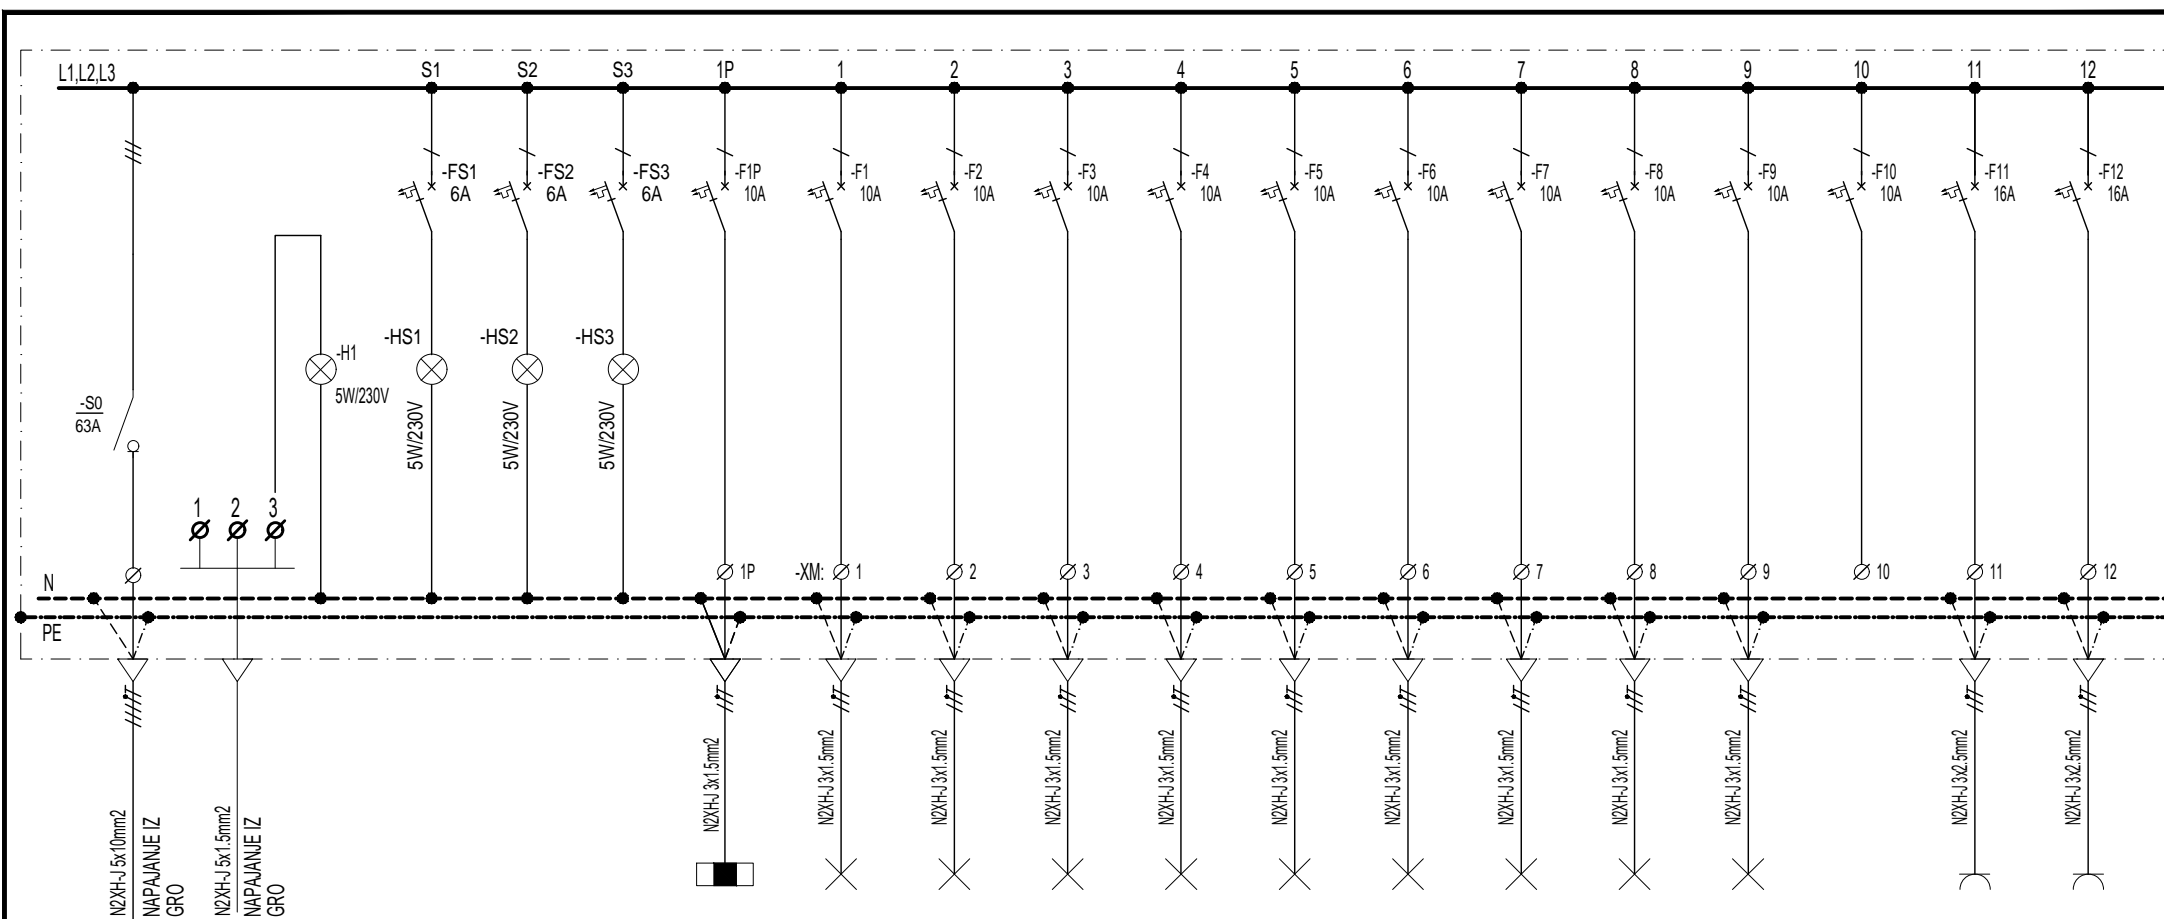 L1,L2,L3
S1 S2 S3 1P 1 2 3 4 5 6 7 8 9 10 11 12
-FS1 -FS2 -FS3 -F1P -F1 -F2 -F3 -F4 -F5 -F6 -F7 -F8 -F9 -F10 -F11 -F12
6A 6A 6A 10A 10A 10A 10A 10A 10A 10A 10A 10A 10A 10A 16A 16A
-HS1 -HS2 -HS3
-H1
5W/230V
5W/230V
5W/230V
5W/230V
-S0
63A
1 2 3
1P -XM: 1 2 3 4 5 6 7 8 9 10 11 12
N
PE
N2XH-J 5x10mm2
NAPAJANJE IZ
GRO
N2XH-J 5x1.5mm2
NAPAJANJE IZ
GRO
N2XH-J 3x1.5mm2
N2XH-J 3x1.5mm2
N2XH-J 3x1.5mm2
N2XH-J 3x1.5mm2
N2XH-J 3x1.5mm2
N2XH-J 3x1.5mm2
N2XH-J 3x1.5mm2
N2XH-J 3x1.5mm2
N2XH-J 3x1.5mm2
N2XH-J 3x1.5mm2
N2XH-J 3x2.5mm2
N2XH-J 3x2.5mm2